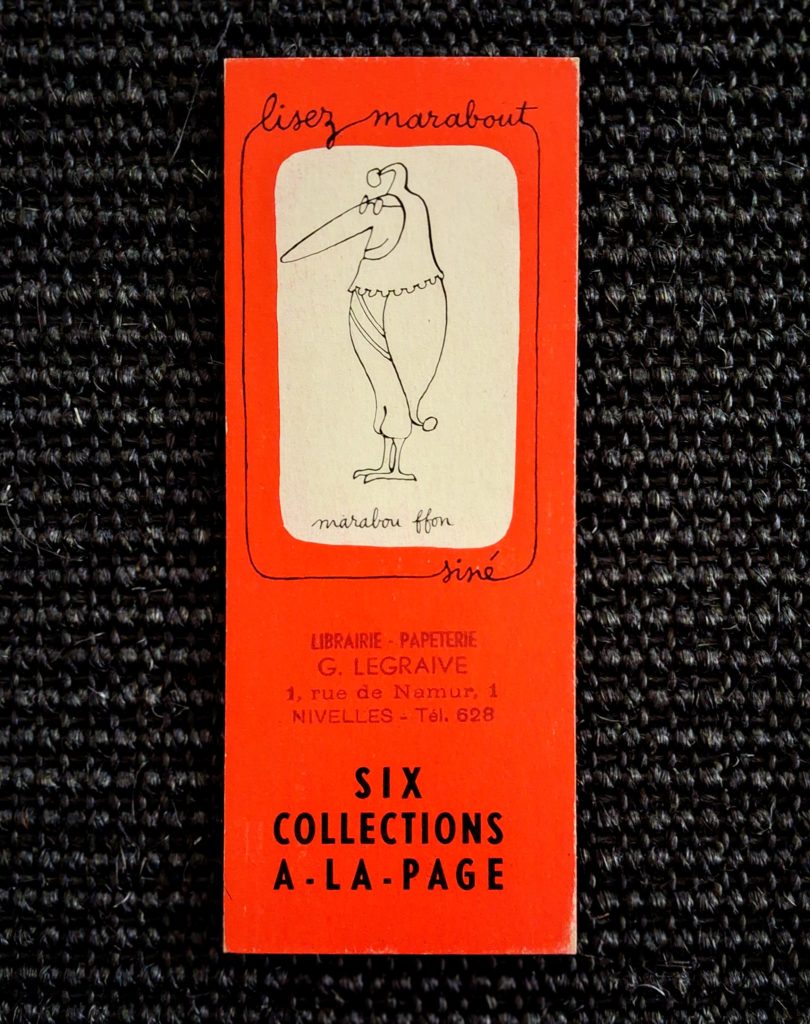 lisez marabout
marabou ffon
siné
LIBRAIRIE - PAPETERIE
G. LEGRAIVE
1, rue de Namur, 1
NIVELLES - Tél. 628
SIX
COLLECTIONS
A-LA-PAGE